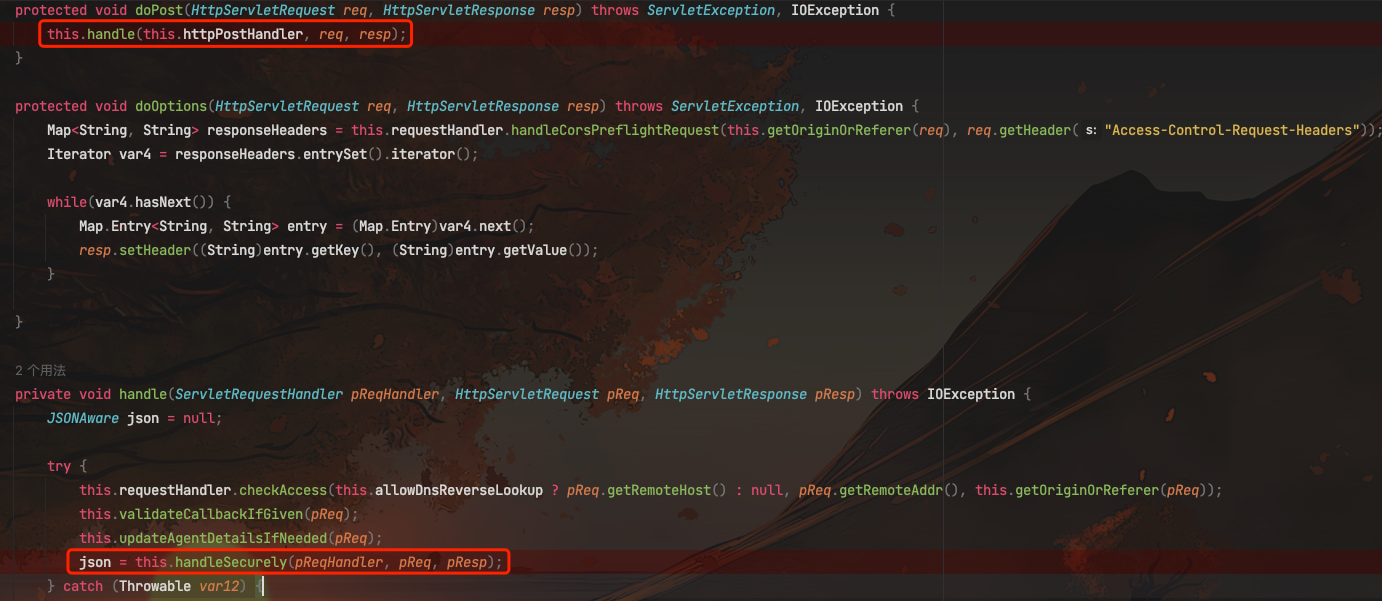 protected void doPost(HttpServletRequest req, HttpServletResponse resp) throws ServletException, IOException {
this.handle(this.httpPostHandler, req, resp);
}
protected void doOptions(HttpServletRequest req, HttpServletResponse resp) throws ServletException, IOException {
Map<String, String> responseHeaders = this.requestHandler.handleCorsPreflightRequest(this.getOriginOrReferer(req), req.getHeader( s: "Access-Control-Request-Headers"));
Iterator var4 = responseHeaders.entrySet().iterator();
while(var4.hasNext()) {
Map.Entry<String, String> entry = (Map.Entry)var4.next();
resp.setHeader((String)entry.getKey(), (String)entry.getValue());
}
}
2 个用法
private void handle(ServletRequestHandler pReqHandler, HttpServletRequest pReq, HttpServletResponse pResp) throws IOException {
JSONAware json = null;
try {
this.requestHandler.checkAccess(this.allowDnsReverseLookup ? pReq.getRemoteHost() : null, pReq.getRemoteAddr(), this.getOriginOrReferer(pReq));
this.validateCallbackIfGiven(pReq);
this.updateAgentDetailsIfNeeded(pReq);
json = this.handleSecurely(pReqHandler, pReq, pResp);
} catch (Throwable var12) {